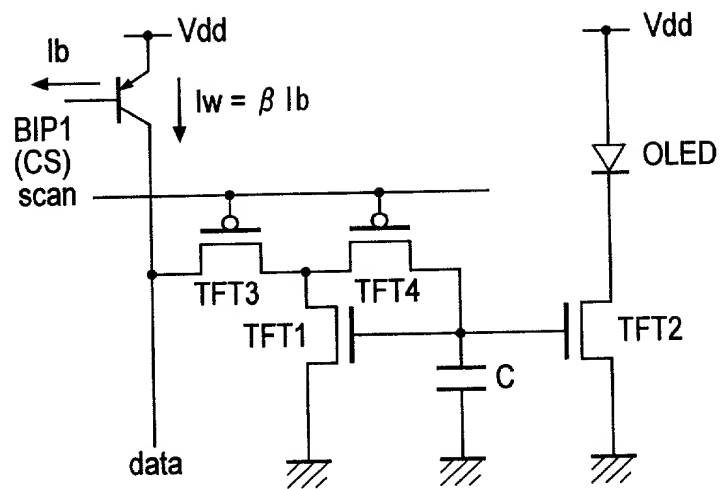 Vdd
Vdd
Ib
Iw = β Ib
BIP1
(CS)
OLED
scan
TFT3
TFT4
TFT1
TFT2
C
data